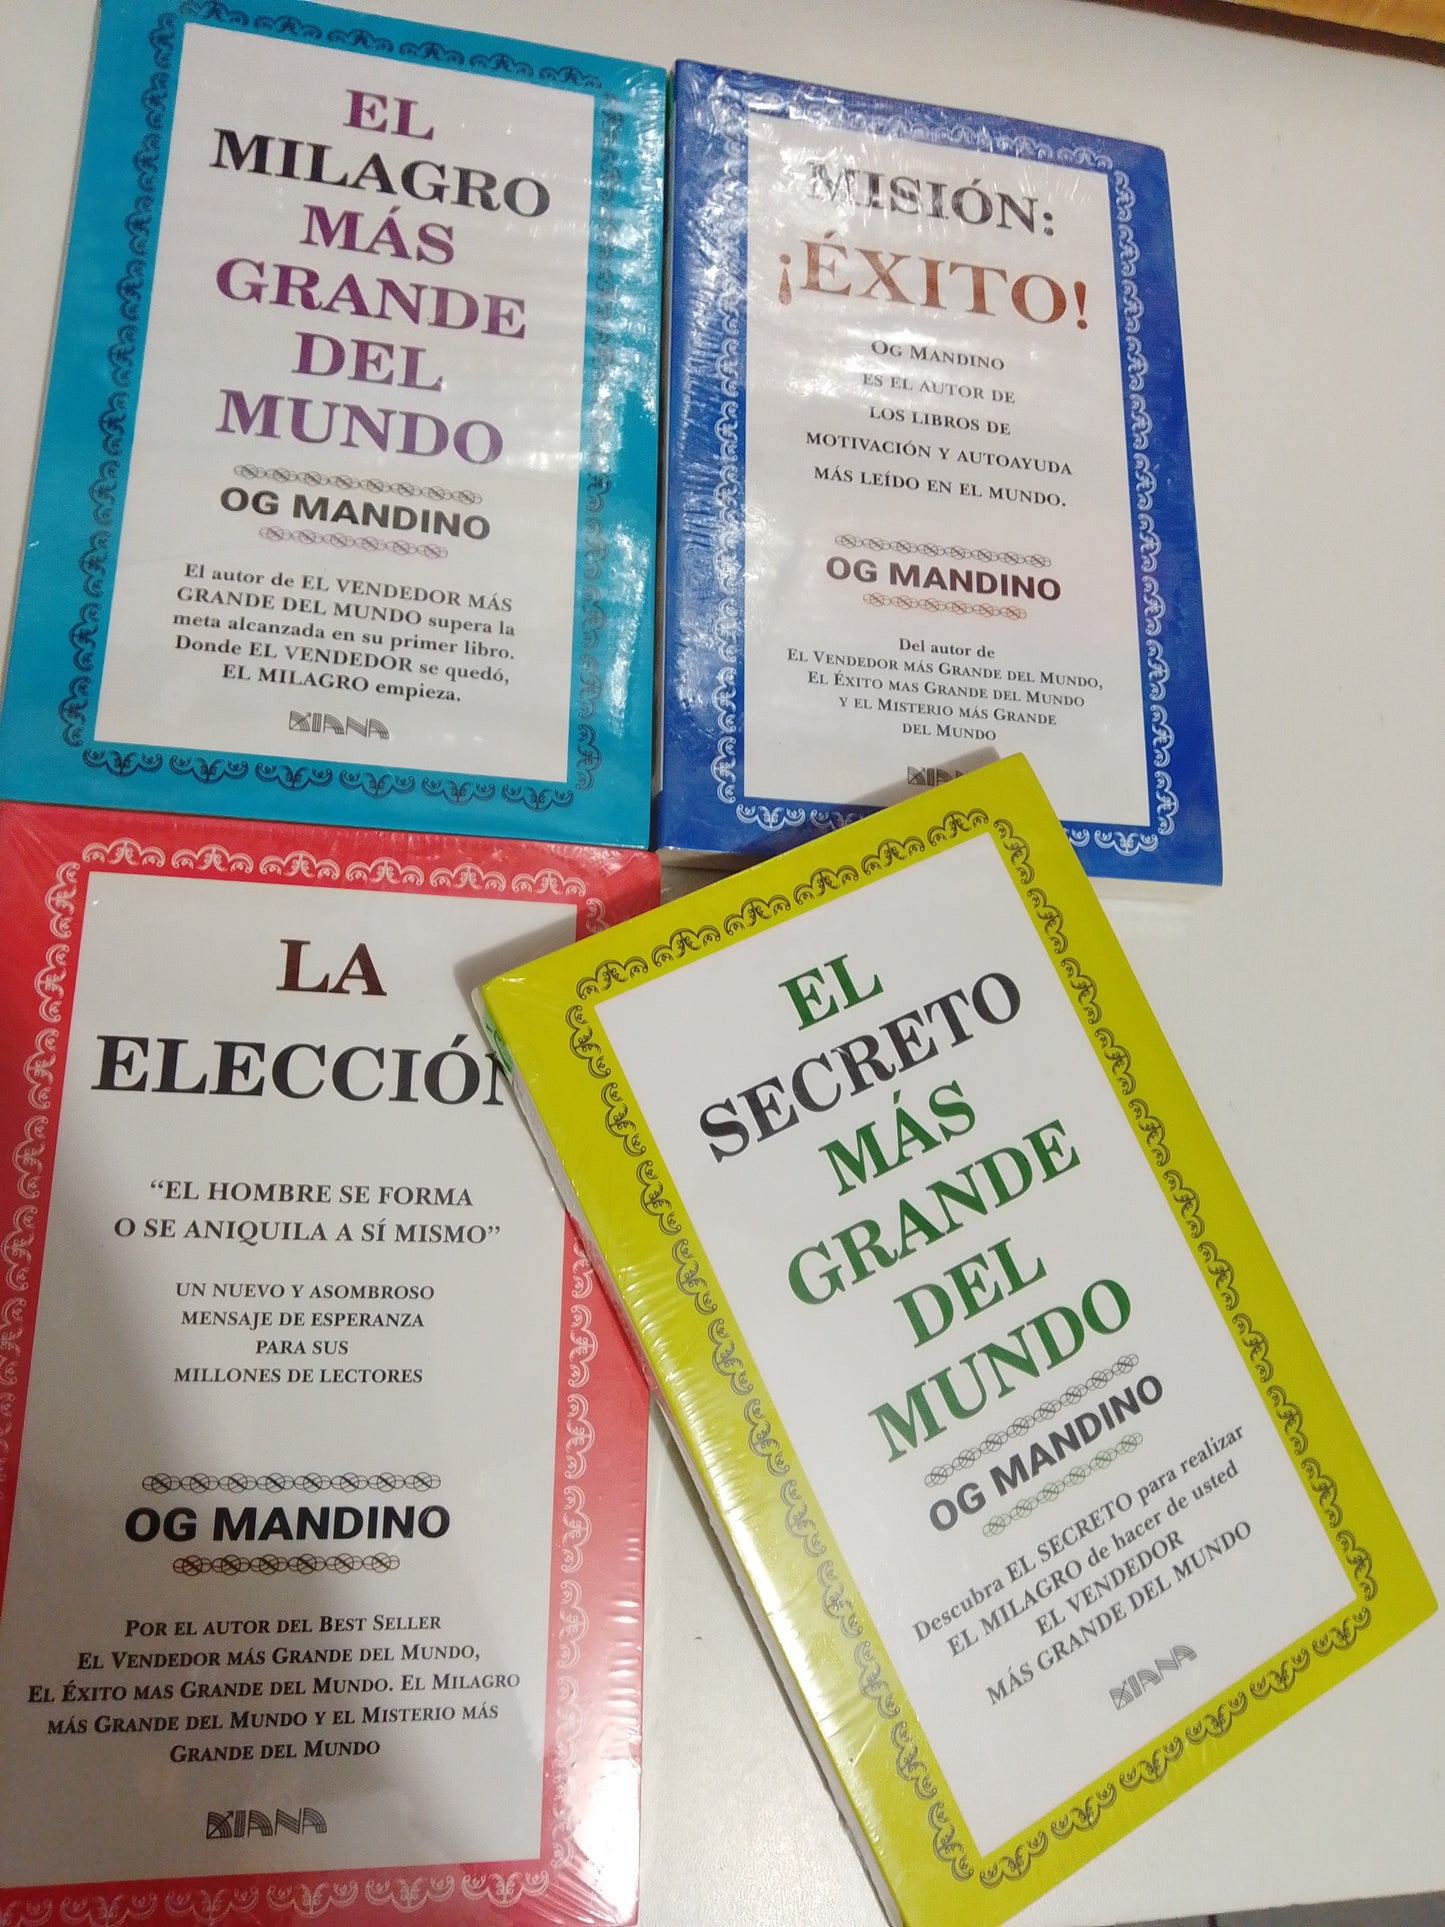 EL
MILAGRO
MÁS
GRANDE
DEL
MUNDO
OG MANDINO
El autor de EL VENDEDOR MÁS
GRANDE DEL MUNDO supera la
meta alcanzada en su primer libro.
Donde EL VENDEDOR se quedó,
EL MILAGRO empieza.
DIANA
MISIÓN:
¡ÉXITO!
OG MANDINO
ES EL AUTOR DE
LOS LIBROS DE
MOTIVACIÓN Y AUTOAYUDA
MÁS LEÍDO EN EL MUNDO.
OG MANDINO
Del autor de
EL VENDEDOR MÁS GRANDE DEL MUNDO,
EL ÉXITO MAS GRANDE DEL MUNDO
Y EL MISTERIO MÁS GRANDE
DEL MUNDO
LA
ELECCIÓN
“EL HOMBRE SE FORMA
O SE ANIQUILA A SÍ MISMO”
UN NUEVO Y ASOMBROSO
MENSAJE DE ESPERANZA
PARA SUS
MILLONES DE LECTORES
OG MANDINO
POR EL AUTOR DEL BEST SELLER
EL VENDEDOR MÁS GRANDE DEL MUNDO,
EL ÉXITO MAS GRANDE DEL MUNDO. EL MILAGRO
MÁS GRANDE DEL MUNDO Y EL MISTERIO MÁS
GRANDE DEL MUNDO
DIANA
EL
SECRETO
MÁS
GRANDE
DEL
MUNDO
OG MANDINO
Descubra EL SECRETO para realizar
EL MILAGRO de hacer de usted
EL VENDEDOR
MÁS GRANDE DEL MUNDO
DIANA